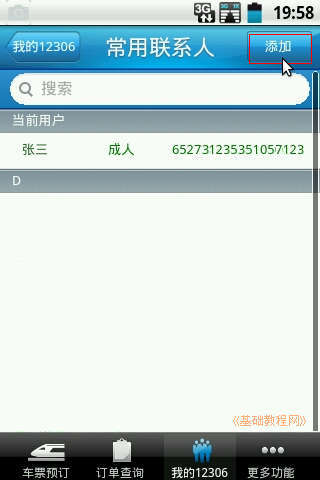 3G 19:58
我的12306 常用联系人 添加
搜索
当前用户
张三 成人 652731235351057123
D
《基础教程网》
车票预订 订单查询 我的12306 更多功能